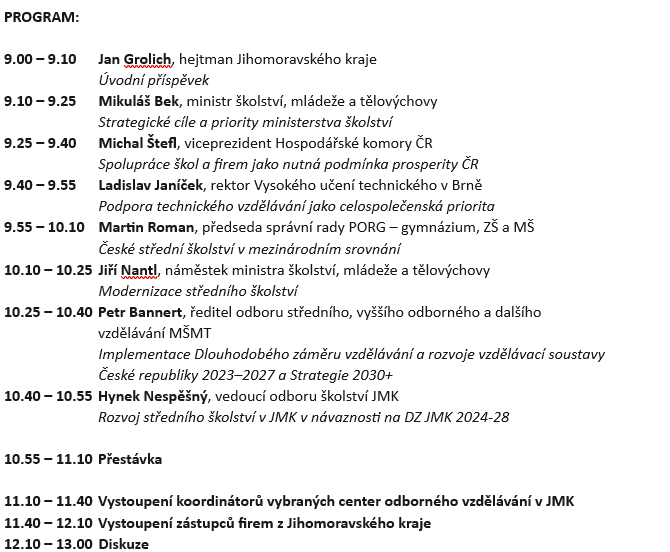 PROGRAM:
9.00 – 9.10 Jan Grolich, hejtman Jihomoravského kraje
Úvodní příspěvek
9.10 – 9.25 Mikuláš Bek, ministr školství, mládeže a tělovýchovy
Strategické cíle a priority ministerstva školství
9.25 – 9.40 Michal Štefl, viceprezident Hospodářské komory ČR
Spolupráce škol a firem jako nutná podmínka prosperity ČR
9.40 – 9.55 Ladislav Janíček, rektor Vysokého učení technického v Brně
Podpora technického vzdělávání jako celospolečenská priorita
9.55 – 10.10 Martin Roman, předseda správní rady PORG – gymnázium, ZŠ a MŠ
České střední školství v mezinárodním srovnání
10.10 – 10.25 Jiří Nantl, náměstek ministra školství, mládeže a tělovýchovy
Modernizace středního školství
10.25 – 10.40 Petr Bannert, ředitel odboru středního, vyššího odborného a dalšího
vzdělávání MŠMT
Implementace Dlouhodobého záměru vzdělávání a rozvoje vzdělávací soustavy
České republiky 2023–2027 a Strategie 2030+
10.40 – 10.55 Hynek Nespěšný, vedoucí odboru školství JMK
Rozvoj středního školství v JMK v návaznosti na DZ JMK 2024-28
10.55 – 11.10 Přestávka
11.10 – 11.40 Vystoupení koordinátorů vybraných center odborného vzdělávání v JMK
11.40 – 12.10 Vystoupení zástupců firem z Jihomoravského kraje
12.10 – 13.00 Diskuze